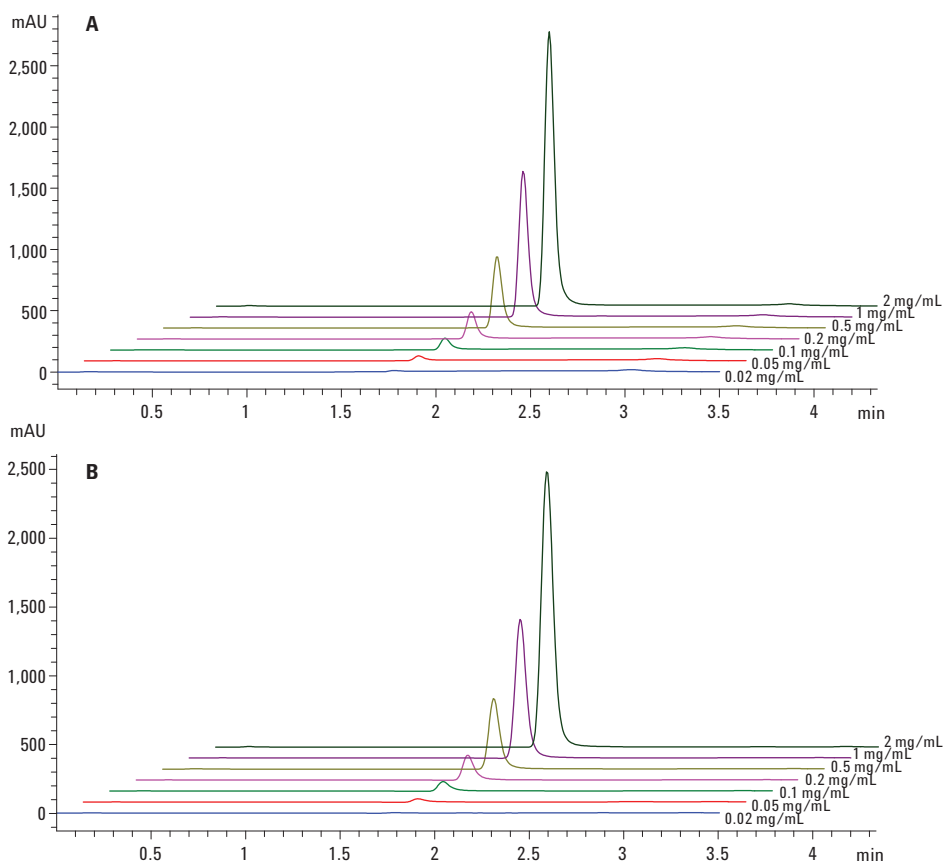 mAU
A
2,500
2,000
1,500
1,000
500
0
2 mg/mL
1 mg/mL
0.5 mg/mL
0.2 mg/mL
0.1 mg/mL
0.05 mg/mL
0.02 mg/mL
0.5 1 1.5 2 2.5 3 3.5 4 min
mAU
B
2,500
2,000
1,500
1,000
500
0
2 mg/mL
1 mg/mL
0.5 mg/mL
0.2 mg/mL
0.1 mg/mL
0.05 mg/mL
0.02 mg/mL
0.5 1 1.5 2 2.5 3 3.5 4 min